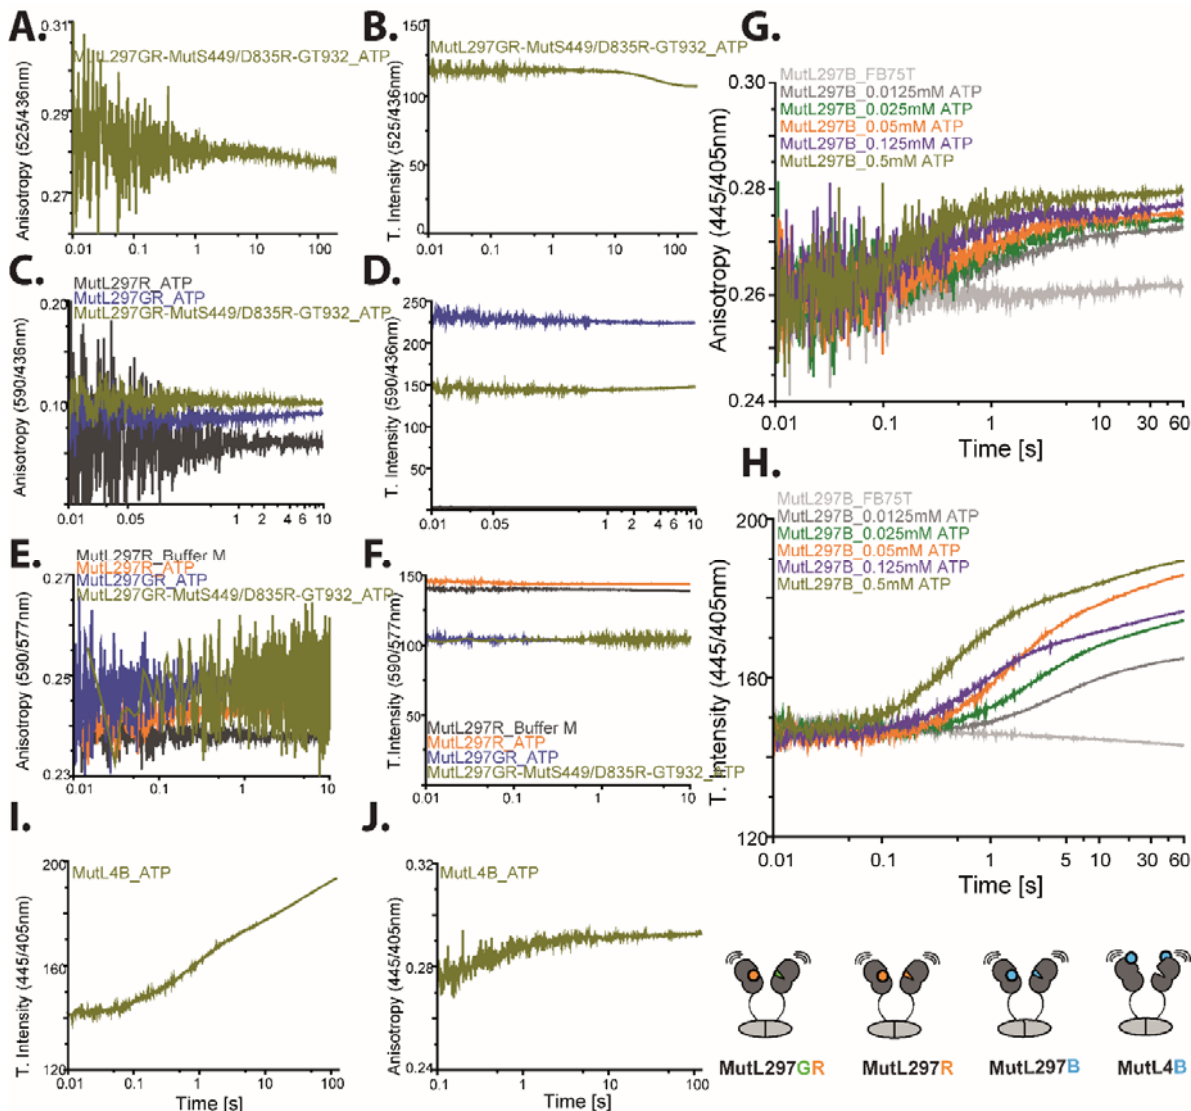 A.
0.31
0.29
0.27
Anisotropy (525/436nm)
MutL297GR-MutS449/D835R-GT932_ATP
0.01 0.1 1 10 100
B.
150
100
50
0
T. Intensity (525/436nm)
MutL297GR-MutS449/D835R-GT932_ATP
0.01 0.1 1 10 100
C.
0.20
0.10
Anisotropy (590/436nm)
MutL297R_ATP
MutL297GR_ATP
MutL297GR-MutS449/D835R-GT932_ATP
0.01 0.05 1 2 4 6 10
D.
250
200
150
100
50
T. Intensity (590/436nm)
0.01 0.05 1 2 4 6 10
E.
0.27
0.25
0.23
Anisotropy (590/577nm)
MutL297R_Buffer M
MutL297R_ATP
MutL297GR_ATP
MutL297GR-MutS449/D835R-GT932_ATP
0.01 0.1 1 10
F.
150
100
50
T.Intensity (590/577nm)
MutL297R_Buffer M
MutL297R_ATP
MutL297GR_ATP
MutL297GR-MutS449/D835R-GT932_ATP
0.01 0.1 1 10
G.
0.30
0.28
0.26
0.24
Anisotropy (445/405nm)
MutL297B_FB75T
MutL297B_0.0125mM ATP
MutL297B_0.025mM ATP
MutL297B_0.05mM ATP
MutL297B_0.125mM ATP
MutL297B_0.5mM ATP
0.01 0.1 1 10 30 60
Time [s]
H.
200
160
120
T. Intensity (445/405nm)
MutL297B_FB75T
MutL297B_0.0125mM ATP
MutL297B_0.025mM ATP
MutL297B_0.05mM ATP
MutL297B_0.125mM ATP
MutL297B_0.5mM ATP
0.01 0.1 1 5 10 30 60
Time [s]
I.
200
160
120
T. Intensity (445/405nm)
MutL4B_ATP
0.01 0.1 1 10 100
Time [s]
J.
0.32
0.28
0.24
Anisotropy (445/405nm)
MutL4B_ATP
0.1 1 10 100
Time [s]
MutL297GR MutL297R MutL297B MutL4B